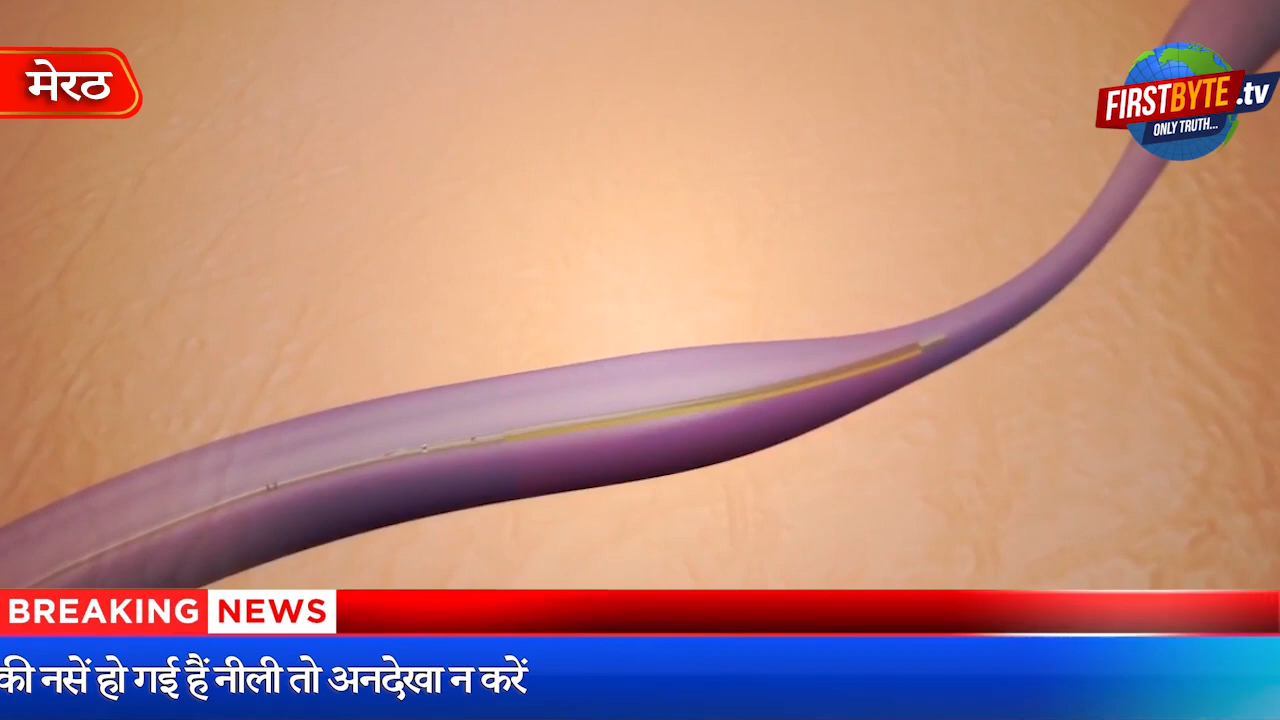 मेरठ
FIRSTBYTE.tv
ONLY TRUTH...
BREAKING NEWS
की नसें हो गई हैं नीली तो अनदेखा न करें